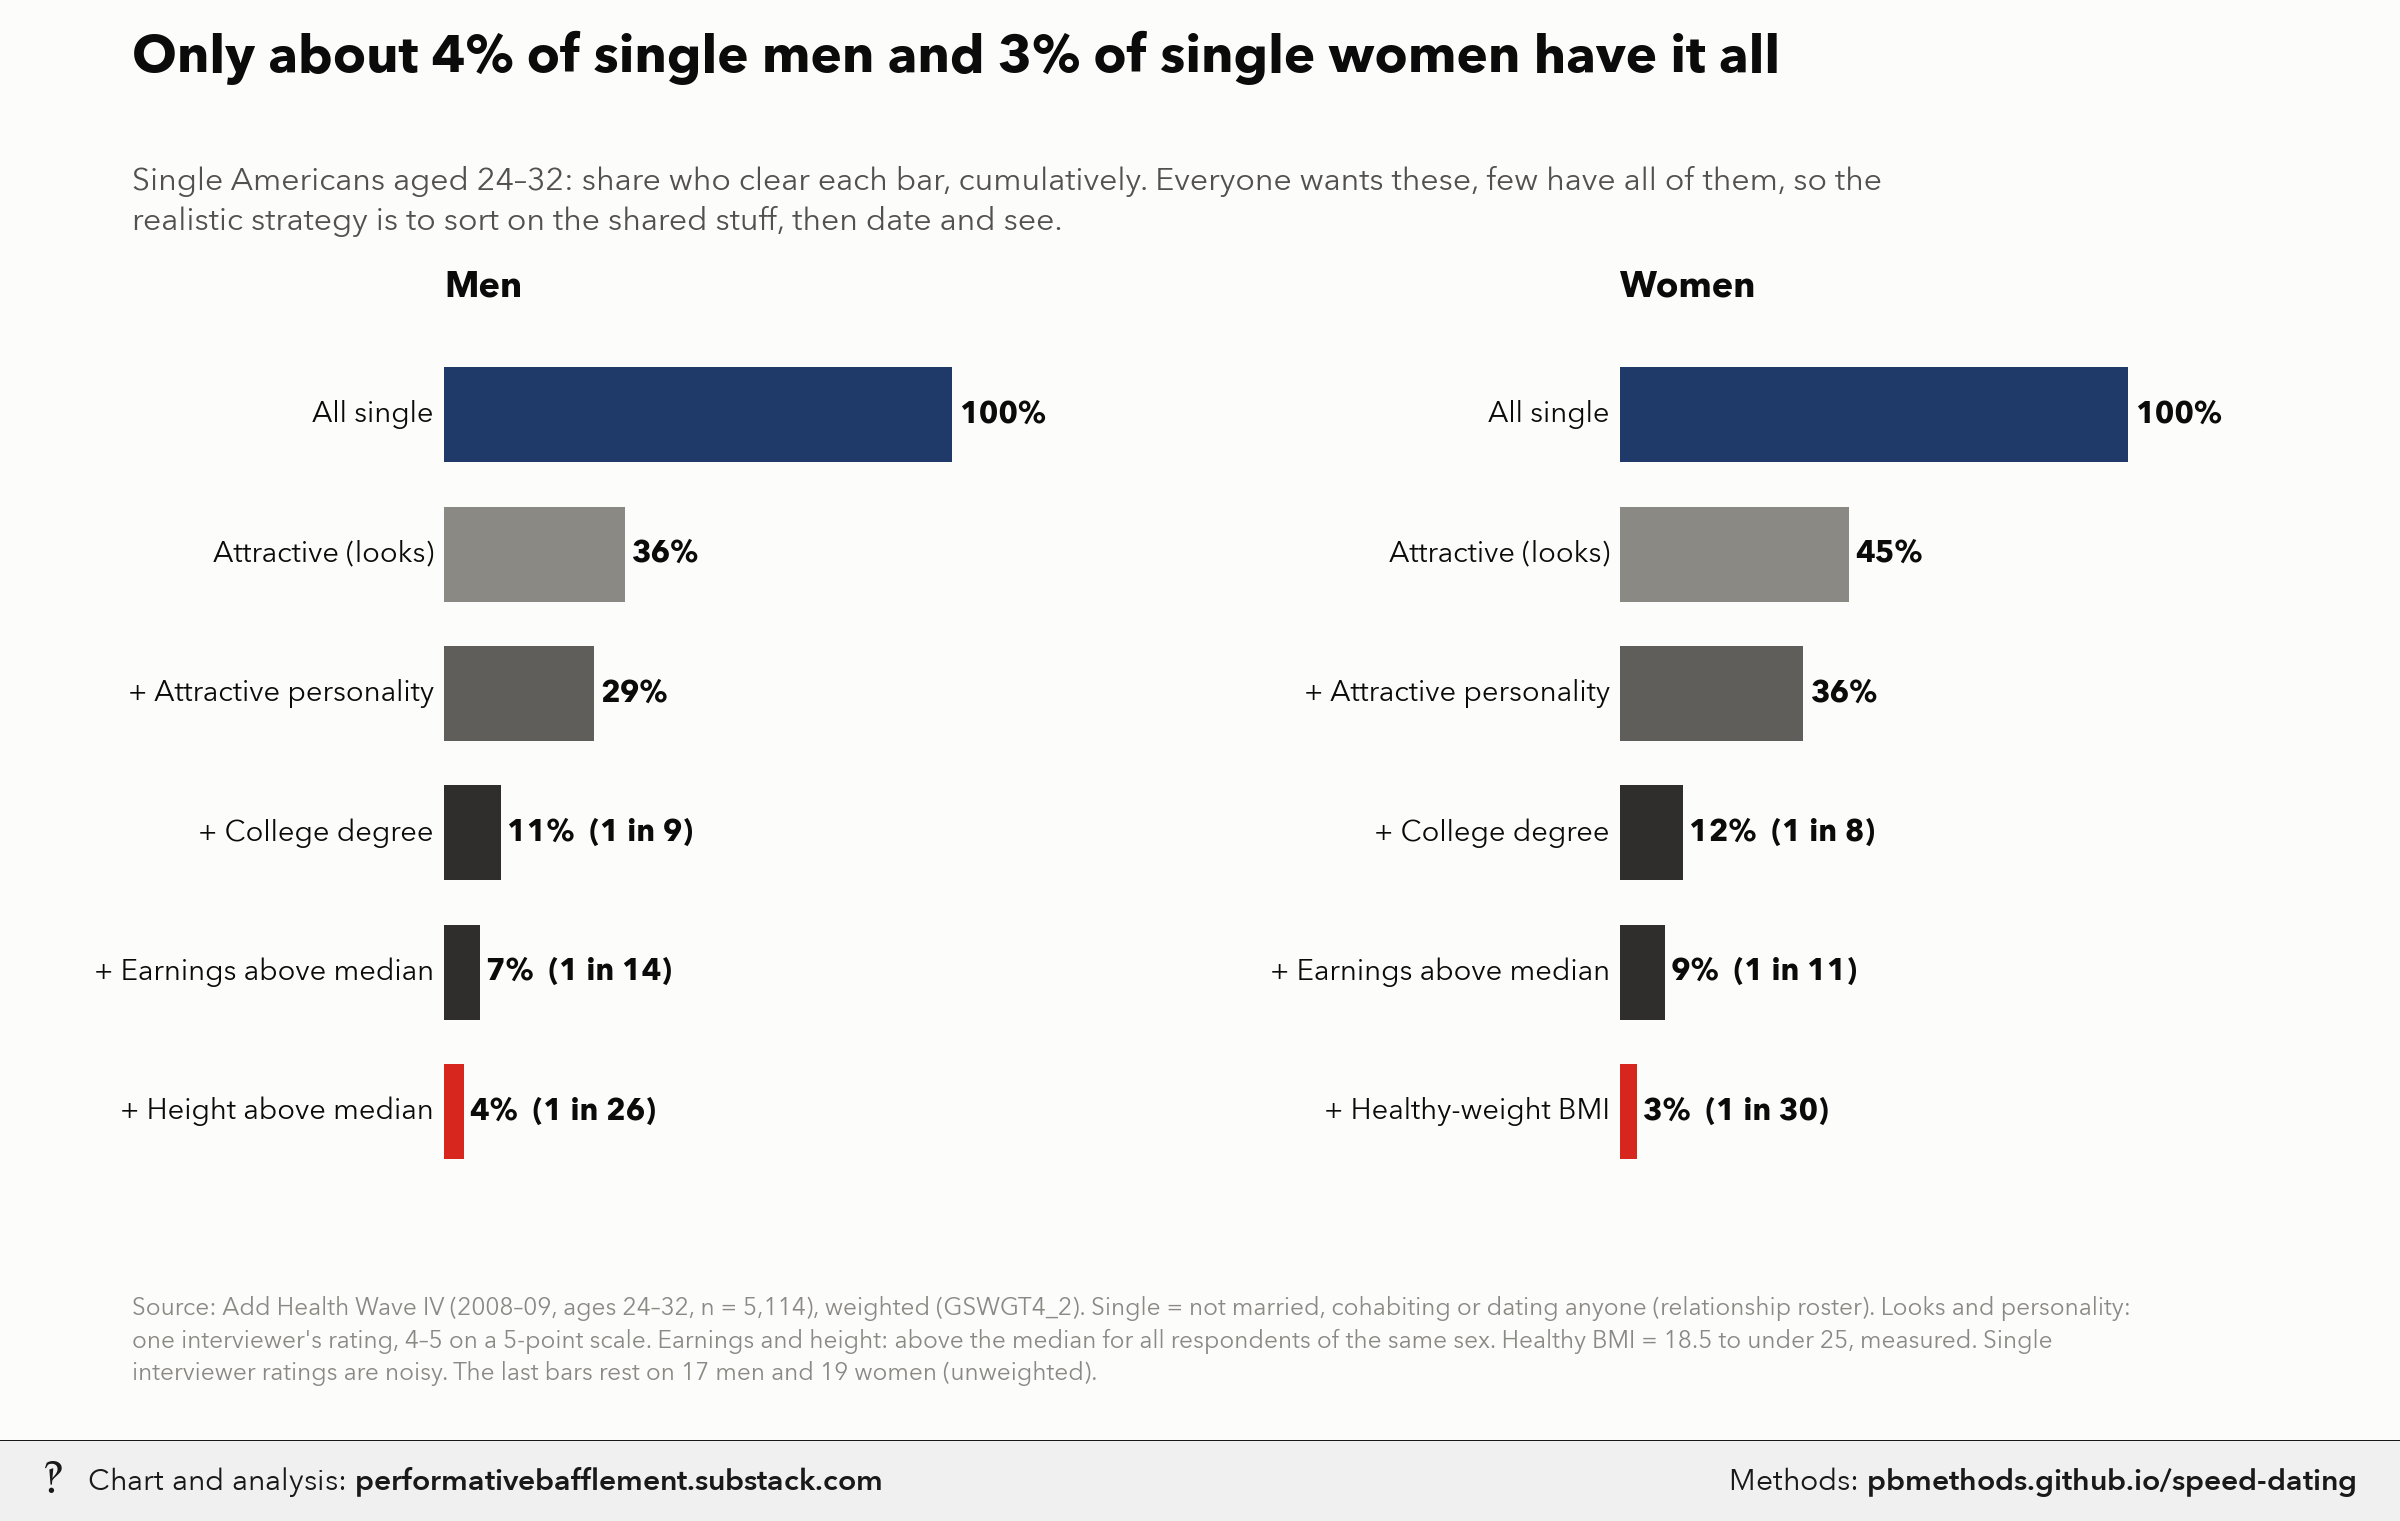 Only about 4% of single men and 3% of single women have it all
Single Americans aged 24–32: share who clear each bar, cumulatively. Everyone wants these, few have all of them, so the
realistic strategy is to sort on the shared stuff, then date and see.
Men
All single 100%
Attractive (looks) 36%
+ Attractive personality 29%
+ College degree 11% (1 in 9)
+ Earnings above median 7% (1 in 14)
+ Height above median 4% (1 in 26)
Women
All single 100%
Attractive (looks) 45%
+ Attractive personality 36%
+ College degree 12% (1 in 8)
+ Earnings above median 9% (1 in 11)
+ Healthy-weight BMI 3% (1 in 30)
Source: Add Health Wave IV (2008–09, ages 24–32, n = 5,114), weighted (GSWGT4_2). Single = not married, cohabiting or dating anyone (relationship roster). Looks and personality:
one interviewer's rating, 4–5 on a 5-point scale. Earnings and height: above the median for all respondents of the same sex. Healthy BMI = 18.5 to under 25, measured. Single
interviewer ratings are noisy. The last bars rest on 17 men and 19 women (unweighted).
‽ Chart and analysis: performativebafflement.substack.com
Methods: pbmethods.github.io/speed-dating